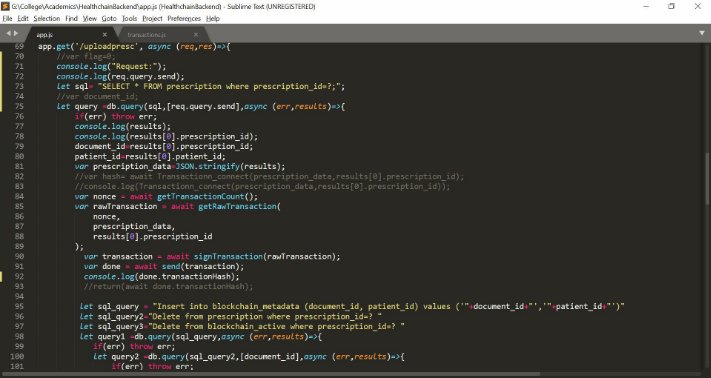 G:\College\Academics\HealthchainBackend\app.js (HealthchainBackend) - Sublime Text (UNREGISTERED)
File Edit Selection Find View Goto Tools Project Preferences Help
app.js × transactions.js ×
69 app.get('/uploadpresc', async (req,res)=>{
70 //var flag=0;
71 console.log("Request:");
72 console.log(req.query.send);
73 let sql= "SELECT * FROM prescription where prescription_id=?;";
74 //var document_id;
75 let query =db.query(sql,[req.query.send],async (err,results)=>{
76 if(err) throw err;
77 console.log(results);
78 console.log(results[0].prescription_id);
79 document_id=results[0].prescription_id;
80 patient_id=results[0].patient_id;
81 var prescription_data=JSON.stringify(results);
82 //var hash= await Transactionn_connect(prescription_data,results[0].prescription_id);
83 //console.log(Transactionn_connect(prescription_data,results[0].prescription_id));
84 var nonce = await getTransactionCount();
85 var rawTransaction = await getRawTransaction(
86 nonce,
87 prescription_data,
88 results[0].prescription_id
89 );
90 var transaction = await signTransaction(rawTransaction);
91 var done = await send(transaction);
92 console.log(done.transactionHash);
93 //return(await done.transactionHash);
94
95 let sql_query = "Insert into blockchain_metadata (document_id, patient_id) values ('"+document_id+"','"+patient_id+"')"
96 let sql_query2="Delete from prescription where prescription_id=? "
97 let sql_query3="Delete from blockchain_active where prescription_id=? "
98 let query1 =db.query(sql_query,async (err,results)=>{
99 if(err) throw err;
100 let query2 =db.query(sql_query2,[document_id],async (err,results)=>{
101 if(err) throw err;